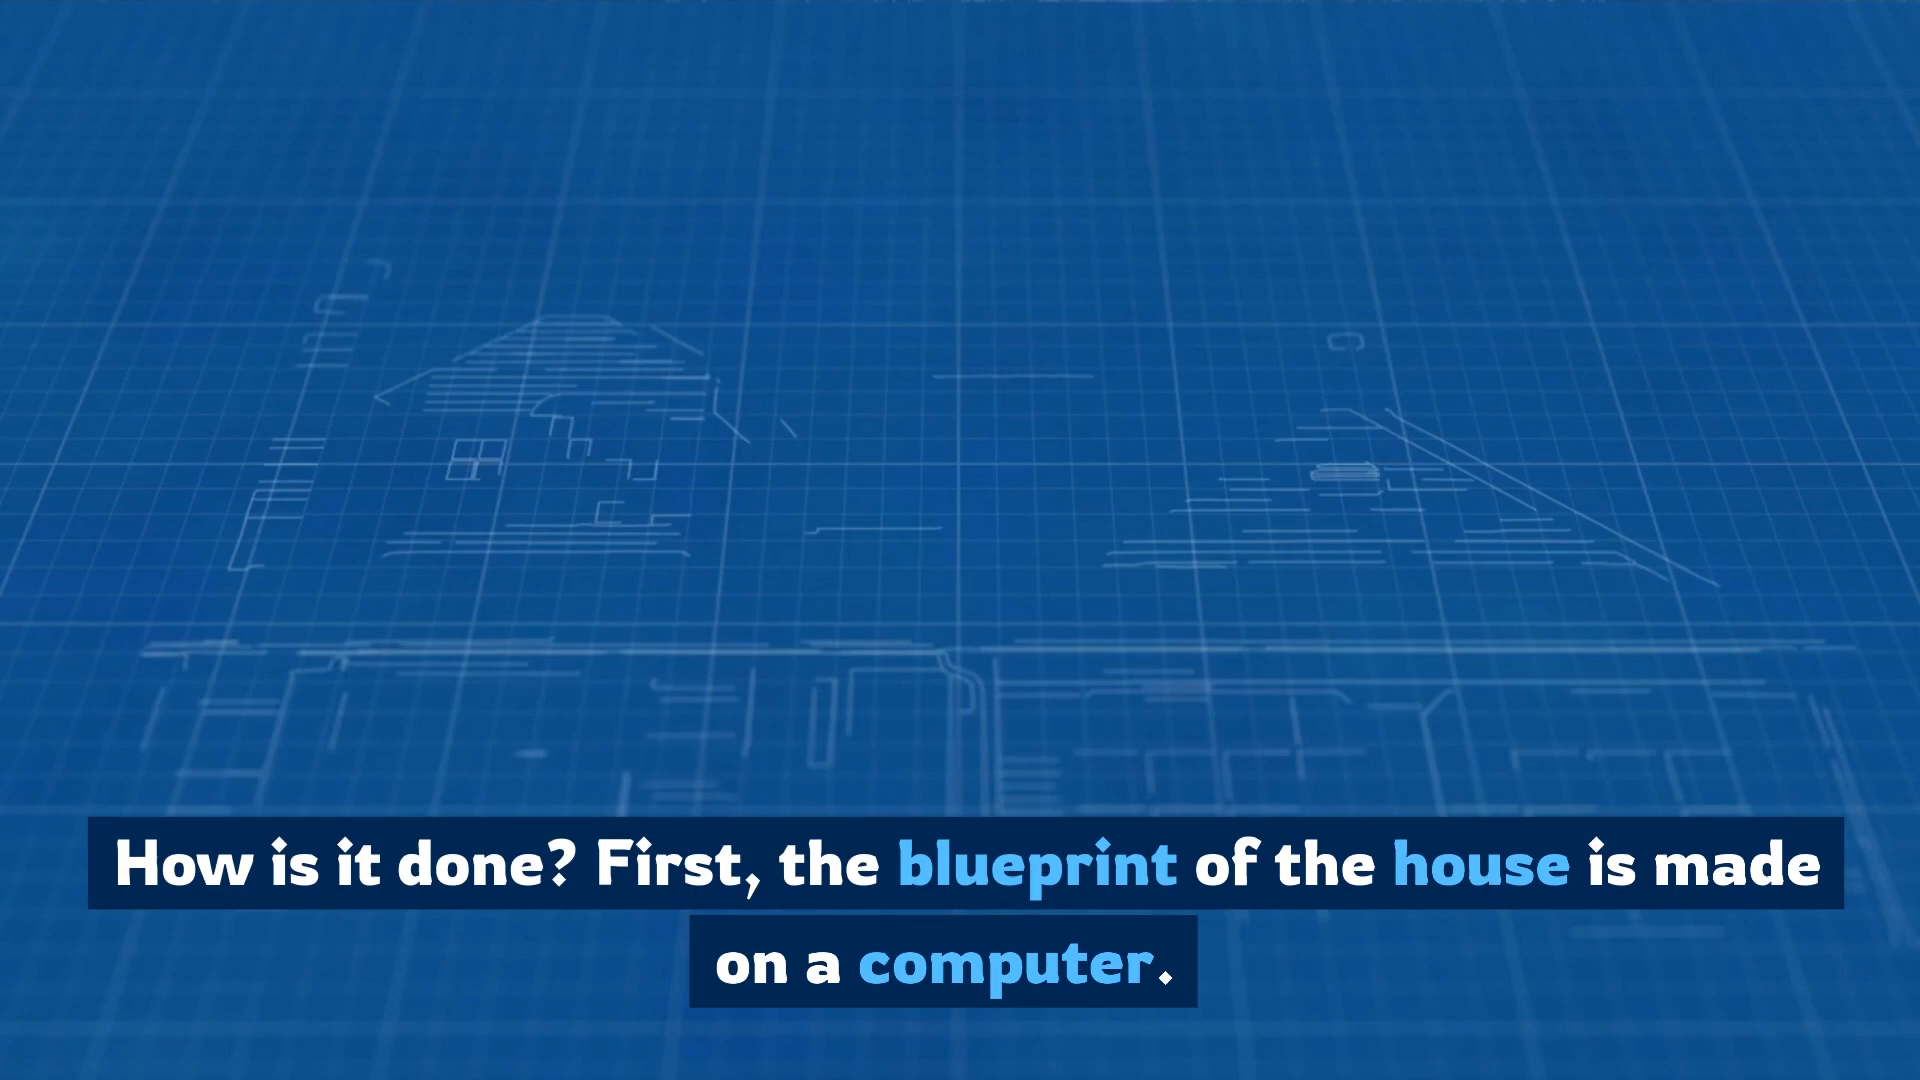 How is it done? First, the blueprint of the house is made
on a computer.